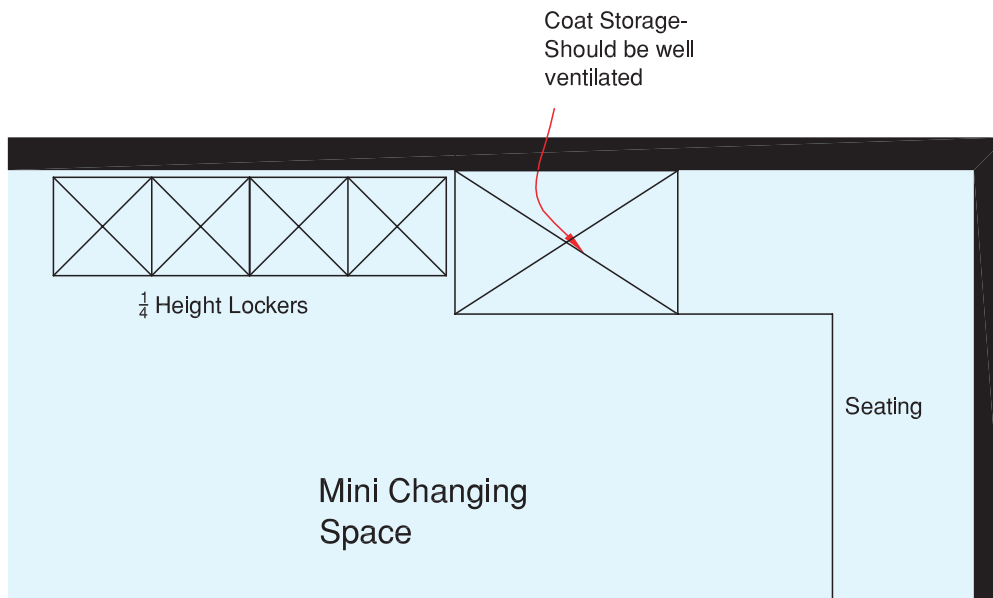 Coat Storage-
Should be well
ventilated
¼ Height Lockers
Seating
Mini Changing
Space